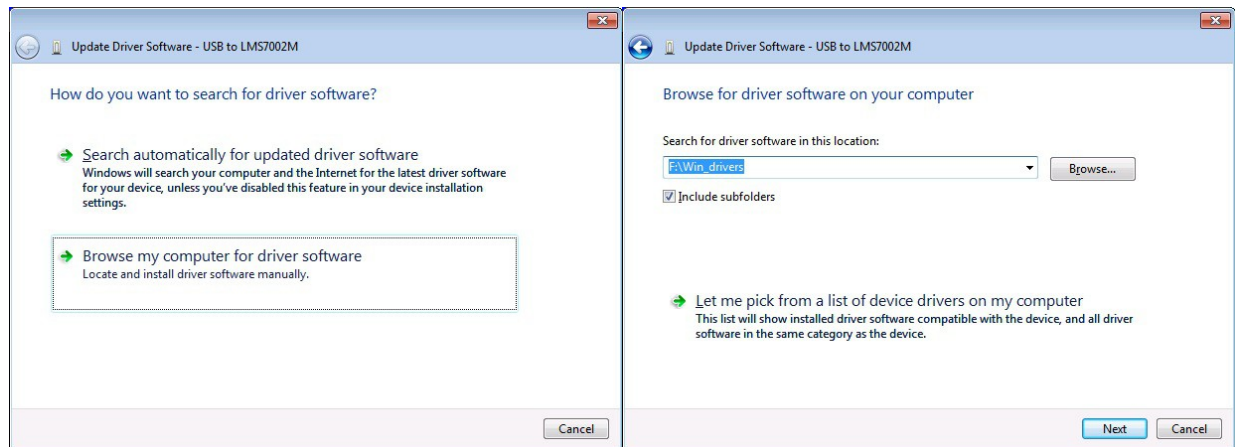 Update Driver Software - USB to LMS7002M
How do you want to search for driver software?
Search automatically for updated driver software
Windows will search your computer and the Internet for the latest driver software
for your device, unless you've disabled this feature in your device installation
settings.
Browse my computer for driver software
Locate and install driver software manually.
Cancel
Update Driver Software - USB to LMS7002M
Browse for driver software on your computer
Search for driver software in this location:
F:\Win_drivers
Browse...
Include subfolders
Let me pick from a list of device drivers on my computer
This list will show installed driver software compatible with the device, and all driver
software in the same category as the device.
Next
Cancel